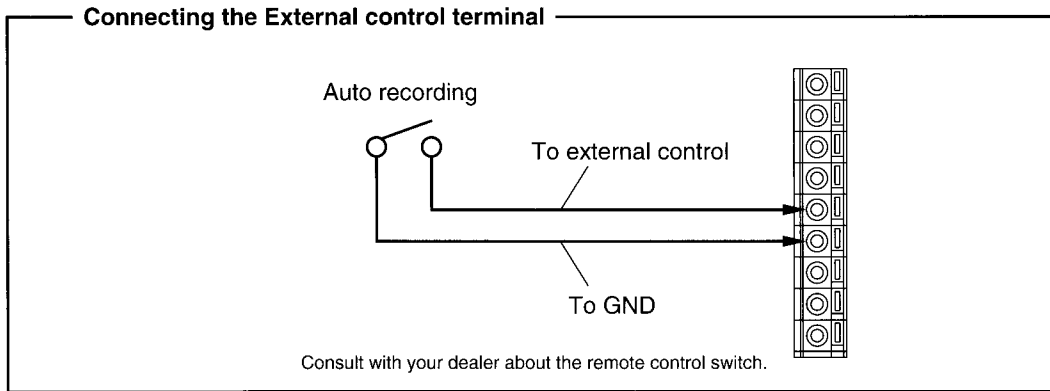 Connecting the External control terminal
Auto recording
To external control
To GND
Consult with your dealer about the remote control switch.